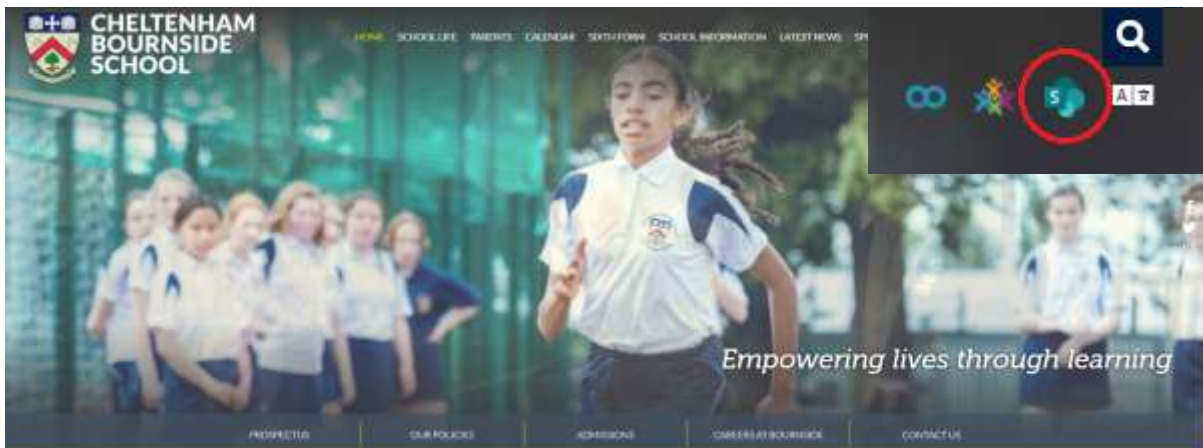 CHELTENHAM
BOURNSIDE
SCHOOL
HOME SCHOOL LIFE PARENTS CALENDAR SIXTH FORM SCHOOL INFORMATION LATEST NEWS
S
A
Empowering lives through learning
PROSPECTUS OUR POLICIES ADMISSIONS CAREERS AT BOURNSIDE CONTACT US